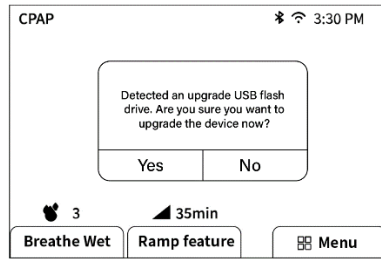 CPAP 3:30 PM
Detected an upgrade USB flash
drive. Are you sure you want to
upgrade the device now?
Yes No
3 35min
Breathe Wet Ramp feature Menu